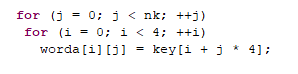 for (j = 0; j < nk; ++j)
for (i = 0; i < 4; ++i)
worda[i][j] = key[i + j * 4];